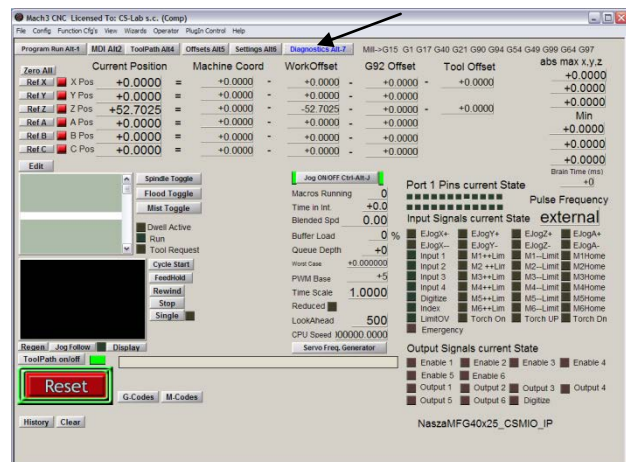 Mach3 CNC Licensed To: CS-Lab s.c. (Comp)
File Config Function Cfg's View Wizards Operator PlugIn Control Help
Program Run Alt-1 MDI Alt2 ToolPath Alt4 Offsets Alt5 Settings Alt6 Diagnostics Alt-7 Mill->G15 G1 G17 G40 G21 G90 G94 G54 G49 G99 G64 G97
Zero All Current Position Machine Coord WorkOffset G92 Offset Tool Offset abs max x,y,z
Ref X X Pos +0.0000 = +0.0000 - +0.0000 - +0.0000 - +0.0000 +0.0000
Ref Y Y Pos +0.0000 = +0.0000 - +0.0000 - +0.0000 +0.0000
Ref Z Z Pos +52.7025 = +0.0000 - -52.7025 - +0.0000 - +0.0000 +0.0000
Min
Ref A A Pos +0.0000 = +0.0000 - +0.0000 - +0.0000 +0.0000
Ref B B Pos +0.0000 = +0.0000 - +0.0000 - +0.0000 +0.0000
Ref C C Pos +0.0000 = +0.0000 - +0.0000 - +0.0000 +0.0000
Edit
Brain Time (ms)
+0
Spindle Toggle
Flood Toggle
Mist Toggle
Dwell Active
Run
Tool Request
Cycle Start
FeedHold
Rewind
Stop
Single
Regen Jog Follow Display
ToolPath on/off
Reset
G-Codes M-Codes
History Clear
Jog ON/OFF Ctrl-Alt-J
Macros Running 0
Time in Int. +0.0
Blended Spd 0.00
Buffer Load 0 %
Queue Depth +0
Worst Case +0.000000
PWM Base +5
Time Scale 1.0000
Reduced
LookAhead 500
CPU Speed 100000 0000
Servo Freq. Generator
Port 1 Pins current State
Pulse Frequency
Input Signals current State external
EJogX+ EJogY+ EJogZ+ EJogA+
EJogX-- EJogY- EJogZ- EJogA-
Input 1 M1++Lim M1--Limit M1Home
Input 2 M2 ++Lim M2--Limit M2Home
Input 3 M3++Lim M3--Limit M3Home
Input 4 M4++Lim M4--Limit M4Home
Digitize M5++Lim M5--Limit M5Home
Index M6++Lim M6--Limit M6Home
LimitOV Torch On Torch UP Torch Dn
Emergency
Output Signals current State
Enable 1 Enable 2 Enable 3 Enable 4
Enable 5 Enable 6
Output 1 Output 2 Output 3 Output 4
Output 5 Output 6 Digitize
NaszaMFG40x25_CSMIO_IP